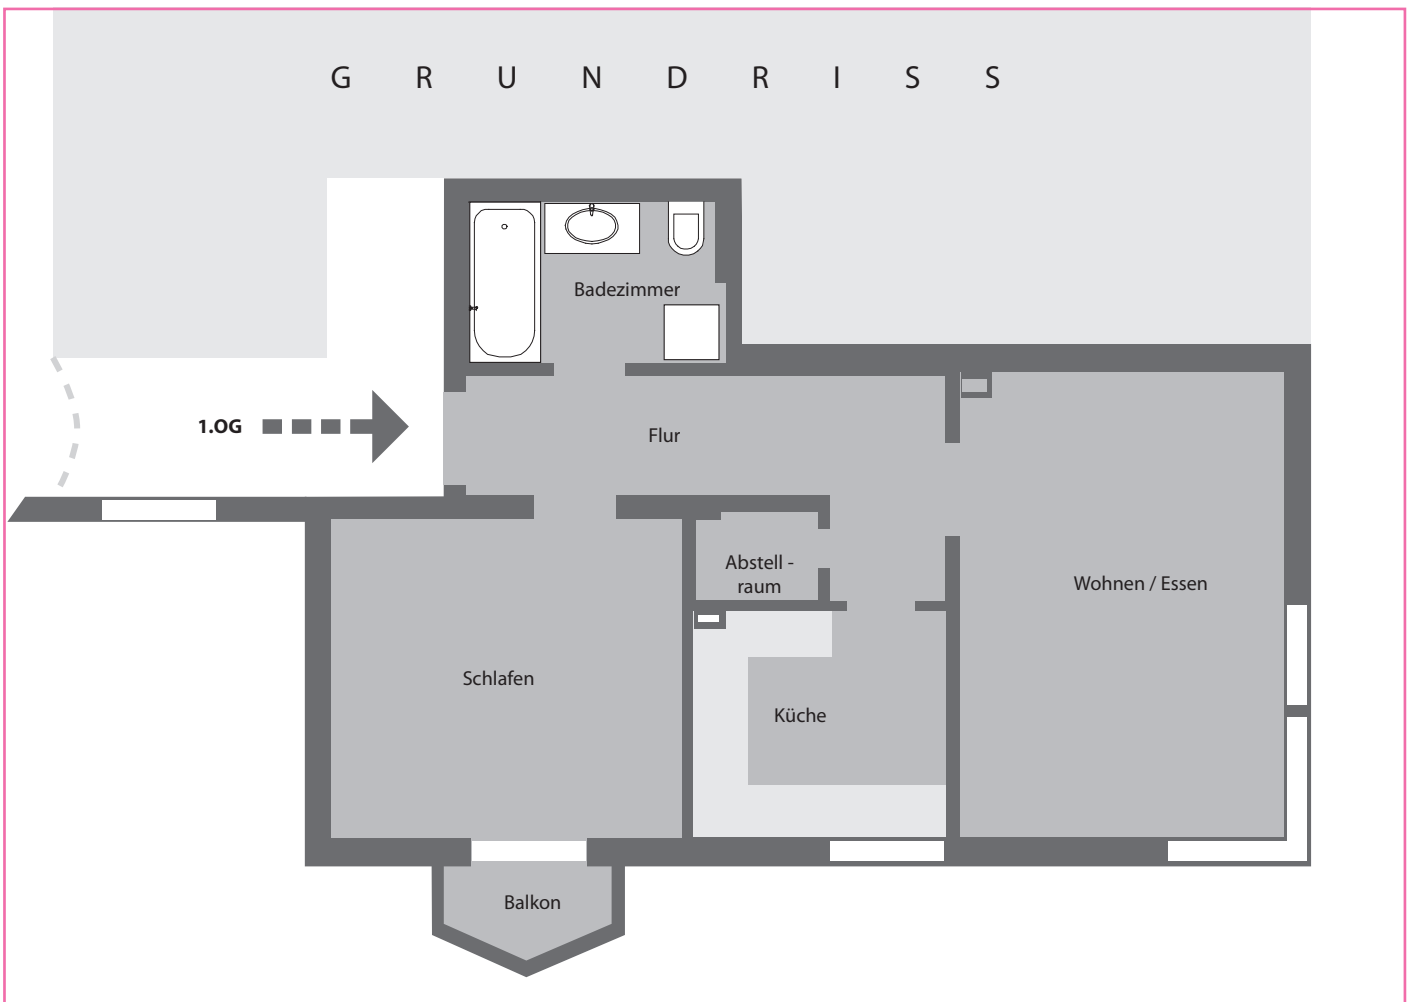 G R U N D R I S S
Badezimmer
1.OG
Flur
Abstell -
raum
Wohnen / Essen
Schlafen
Küche
Balkon